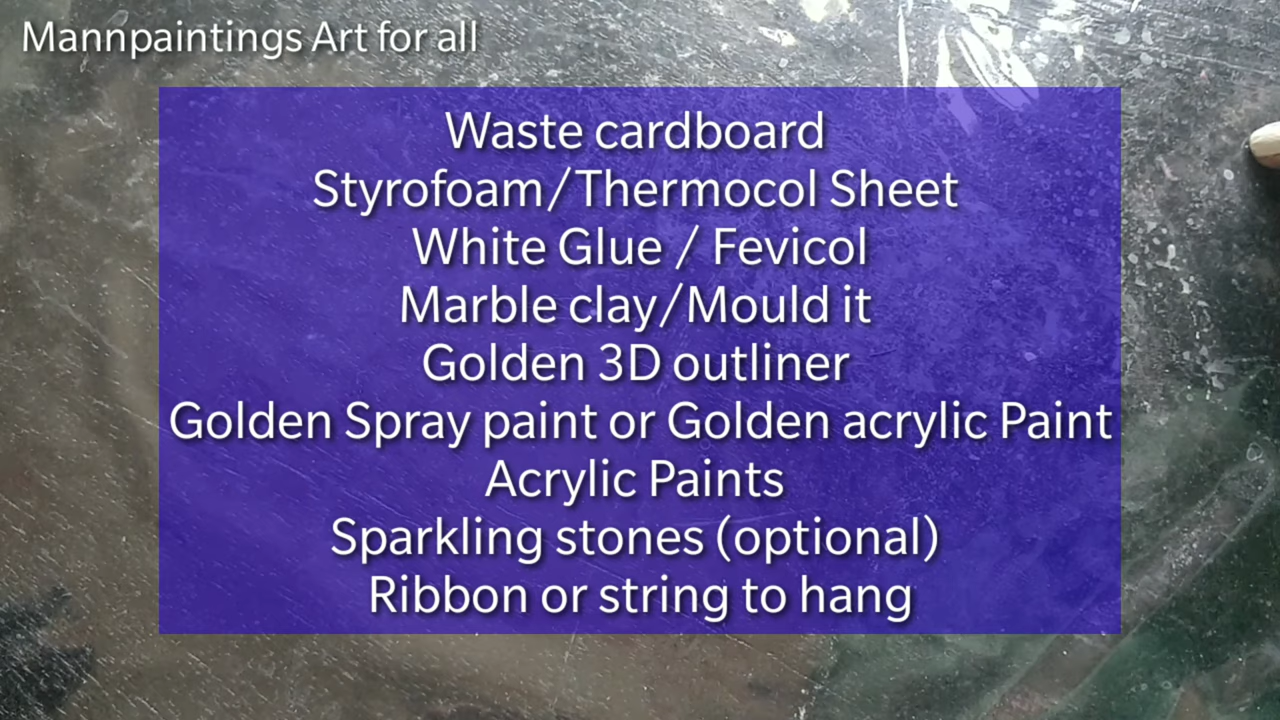 Mannpaintings Art for all
Waste cardboard
Styrofoam/Thermocol Sheet
White Glue / Fevicol
Marble clay/Mould it
Golden 3D outliner
Golden Spray paint or Golden acrylic Paint
Acrylic Paints
Sparkling stones (optional)
Ribbon or string to hang